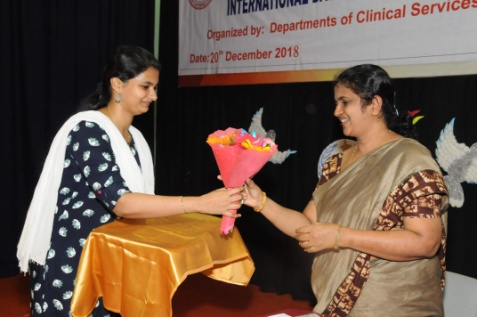 INTERNATIONAL
Organized by: Departments of Clinical Services
Date:20th December 2018